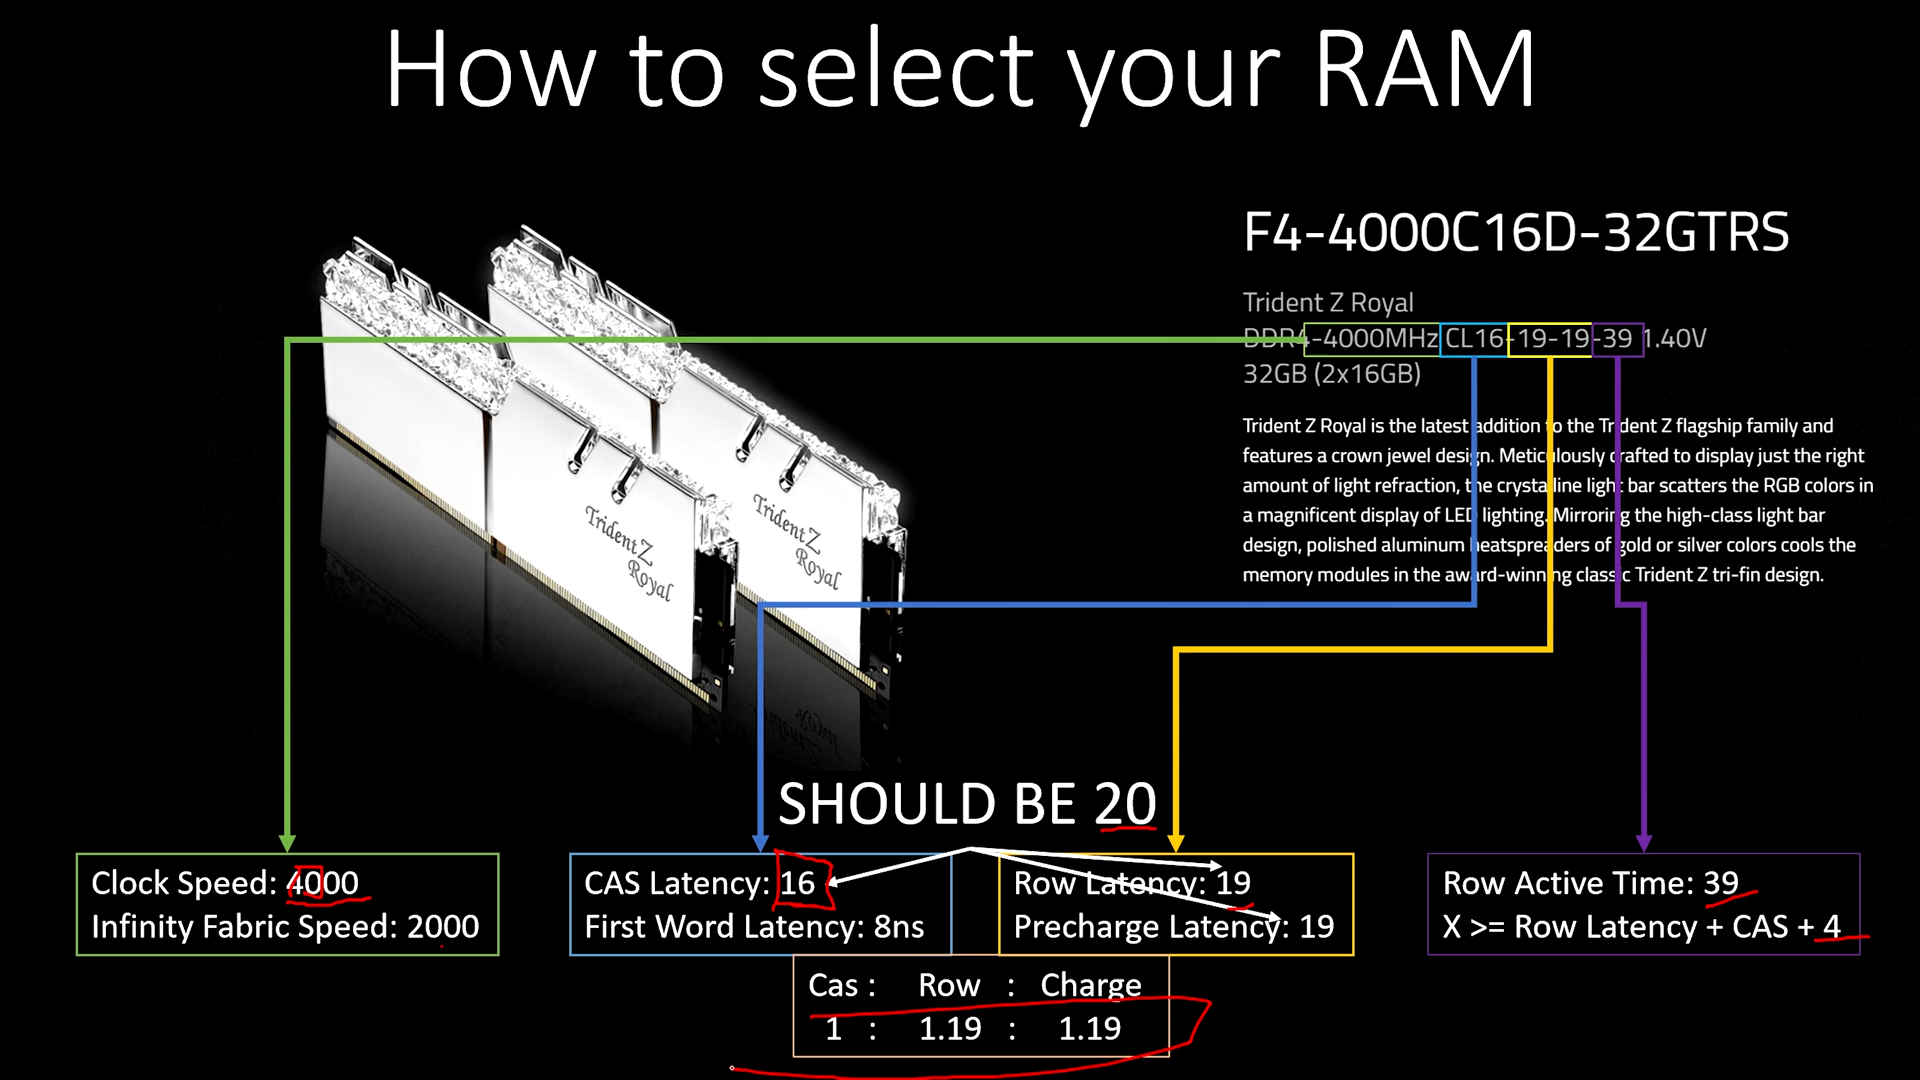 How to select your RAM
F4-4000C16D-32GTRS
Trident Z Royal
DDR4-4000MHz CL16-19-19-39 1.40V
32GB (2x16GB)
Trident Z Royal is the latest addition to the Trident Z flagship family and
features a crown jewel design. Meticulously crafted to display just the right
amount of light refraction, the crystalline light bar scatters the RGB colors in
a magnificent display of LED lighting. Mirroring the high-class light bar
design, polished aluminum heatspreaders of gold or silver colors cools the
memory modules in the award-winning classic Trident Z tri-fin design.
Trident Z
Royal
Trident Z
Royal
SHOULD BE 20
Clock Speed: 4000
Infinity Fabric Speed: 2000
CAS Latency: 16
First Word Latency: 8ns
Row Latency: 19
Precharge Latency: 19
Row Active Time: 39
X >= Row Latency + CAS + 4
Cas : Row : Charge
1 : 1.19 : 1.19